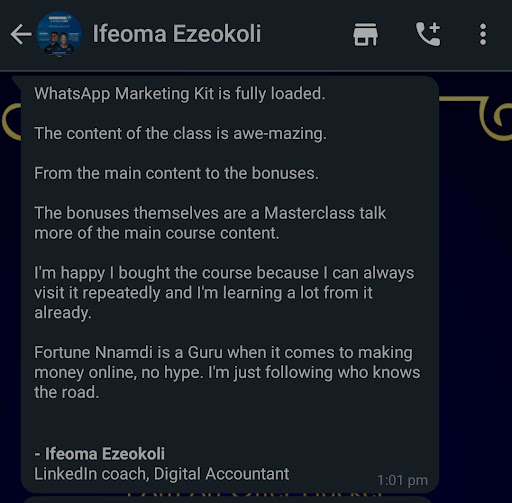 Ifeoma Ezeokoli
WhatsApp Marketing Kit is fully loaded.
The content of the class is awe-mazing.
From the main content to the bonuses.
The bonuses themselves are a Masterclass talk
more of the main course content.
I'm happy I bought the course because I can always
visit it repeatedly and I'm learning a lot from it
already.
Fortune Nnamdi is a Guru when it comes to making
money online, no hype. I'm just following who knows
the road.
- Ifeoma Ezeokoli
LinkedIn coach, Digital Accountant
1:01 pm